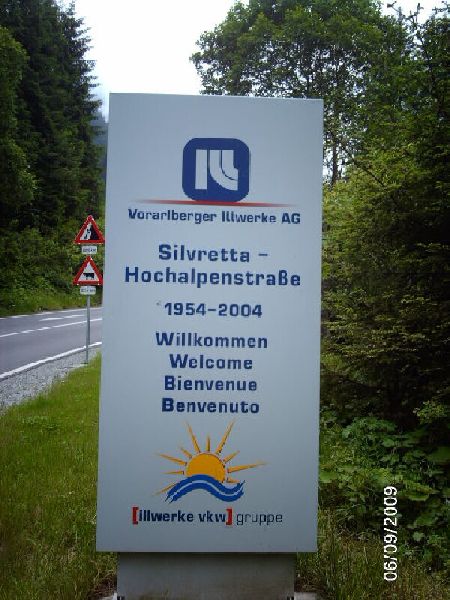 Vorarlberger Illwerke AG
Silvretta -
Hochalpenstraße
1954-2004
Willkommen
Welcome
Bienvenue
Benvenuto
[illwerke vkw] gruppe
06/09/2009